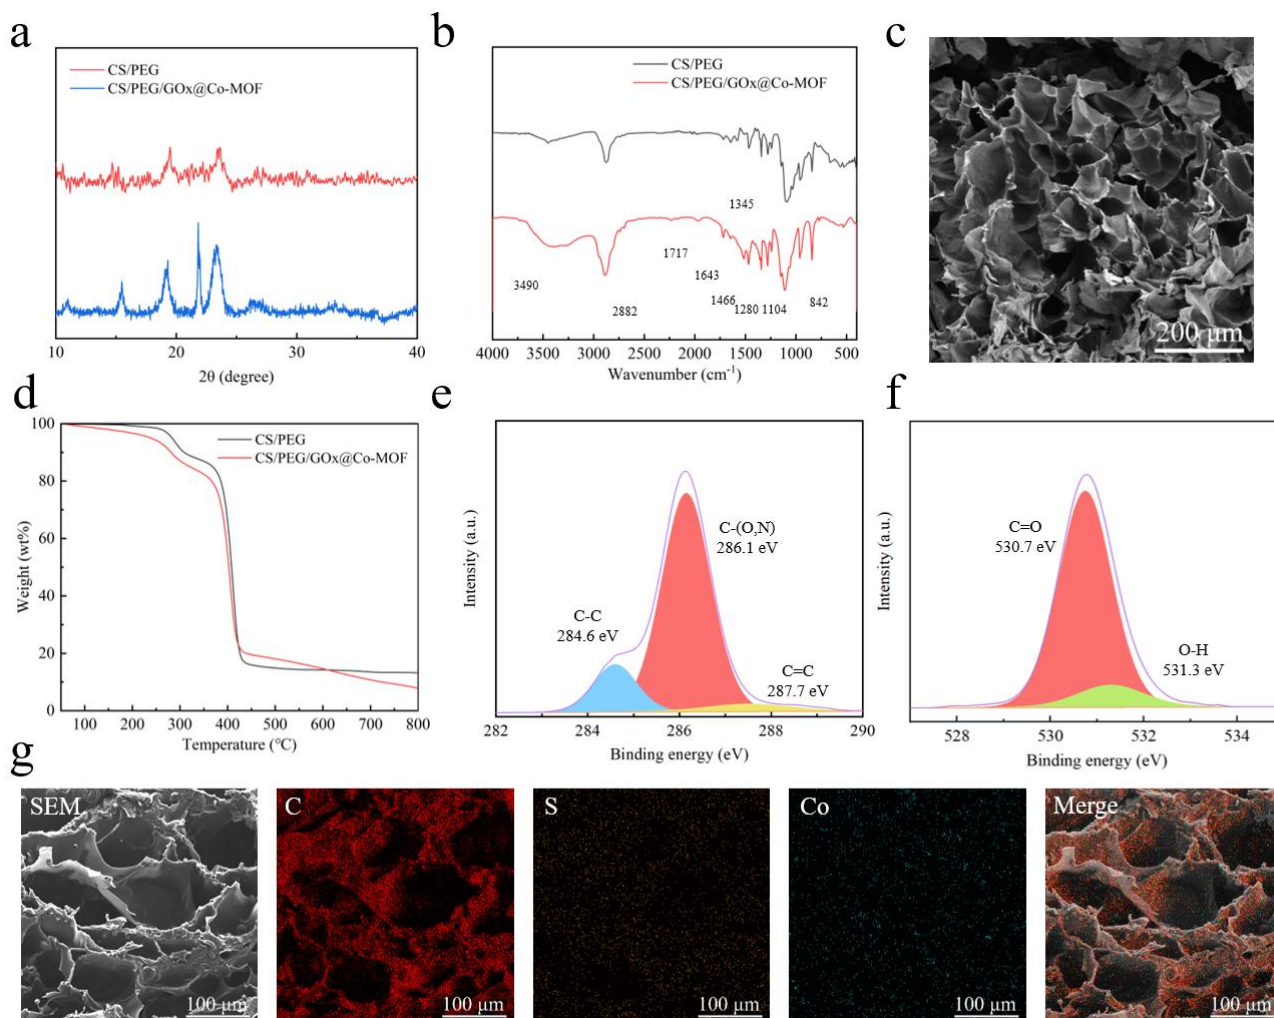 a
CS/PEG
CS/PEG/GOx@Co-MOF
10
20
30
40
2θ (degree)
b
CS/PEG
CS/PEG/GOx@Co-MOF
1345
1717
1643
3490
1466
1280
1104
842
2882
4000
3500
3000
2500
2000
1500
1000
500
Wavenumber (cm⁻¹)
c
200 μm
d
CS/PEG
CS/PEG/GOx@Co-MOF
100
80
60
40
20
0
Weight (wt%)
100
200
300
400
500
600
700
800
Temperature (°C)
e
Intensity (a.u.)
C-(O,N)
286.1 eV
C-C
284.6 eV
C=C
287.7 eV
282
284
286
288
290
Binding energy (eV)
f
Intensity (a.u.)
C=O
530.7 eV
O-H
531.3 eV
528
530
532
534
Binding energy (eV)
g
SEM
100 μm
C
100 μm
S
100 μm
Co
100 μm
Merge
100 μm